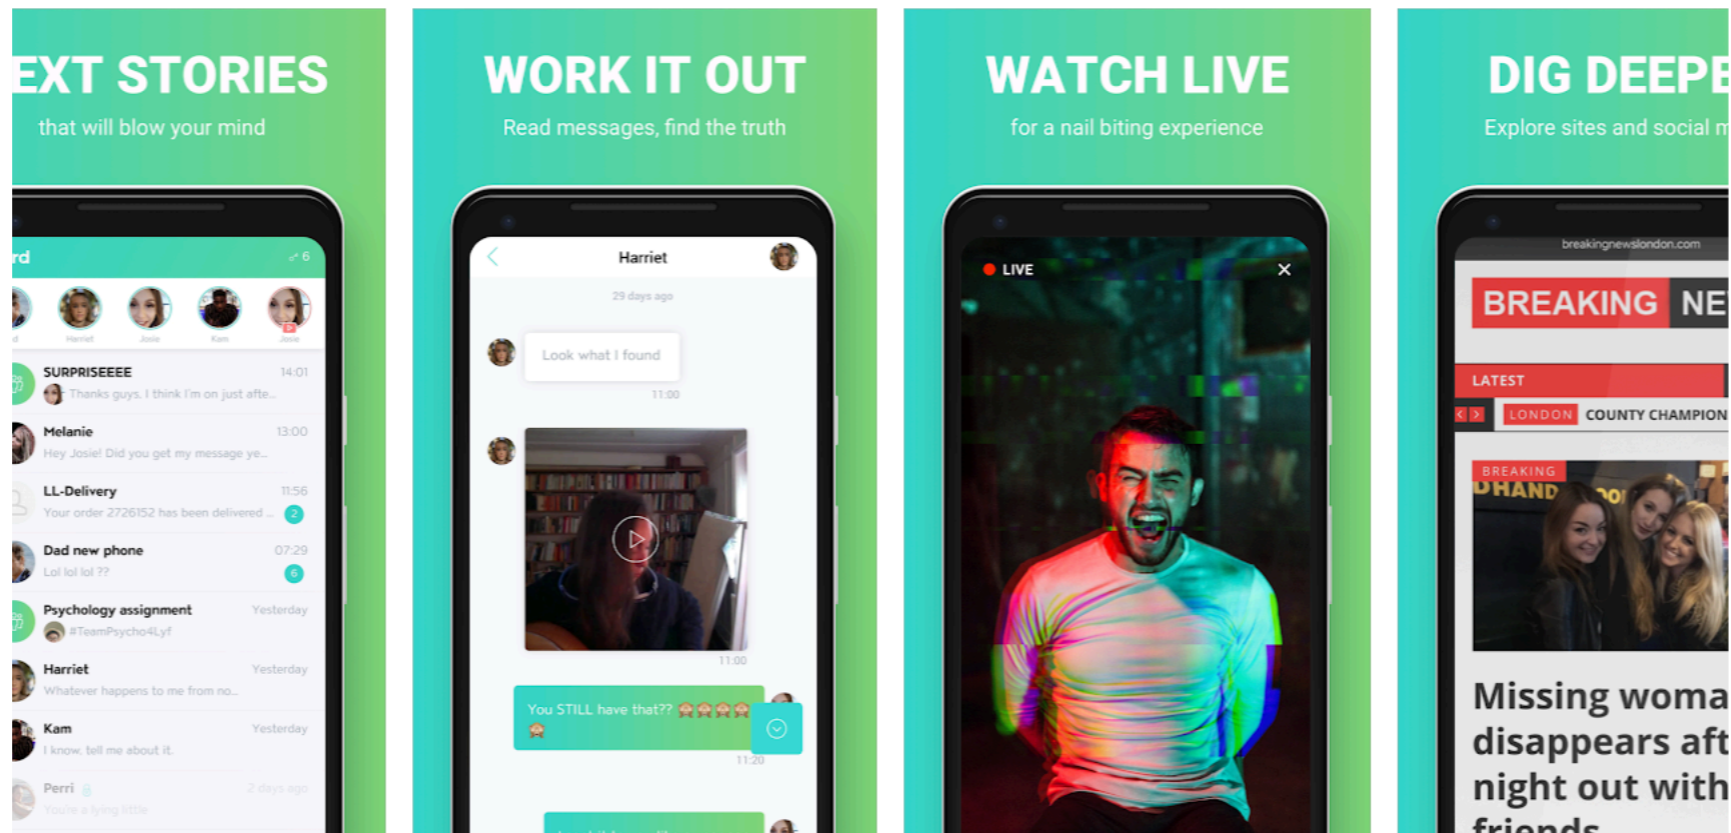 EXT STORIES
that will blow your mind
rd
6
Harriet
Josie
Kam
Josie
SURPRISEEEE 14:01
Thanks guys. I think I'm on just afte...
Melanie 13:00
Hey Josie! Did you get my message ye...
LL-Delivery 11:56
Your order 2726152 has been delivered ... 2
Dad new phone 07:29
Lol lol lol ?? 6
Psychology assignment Yesterday
#TeamPsycho4Lyf
Harriet Yesterday
Whatever happens to me from no...
Kam Yesterday
I know, tell me about it.
Perri 2 days ago
You're a lying little
WORK IT OUT
Read messages, find the truth
Harriet
29 days ago
Look what I found
11:00
11:00
You STILL have that?? 🙈🙈🙈🙈
🙈
11:20
WATCH LIVE
for a nail biting experience
LIVE
DIG DEEPE
Explore sites and social m
breakingnewslondon.com
BREAKING NE
LATEST
LONDON COUNTY CHAMPION
BREAKING
DHAND
Missing woma
disappears aft
night out with
friends